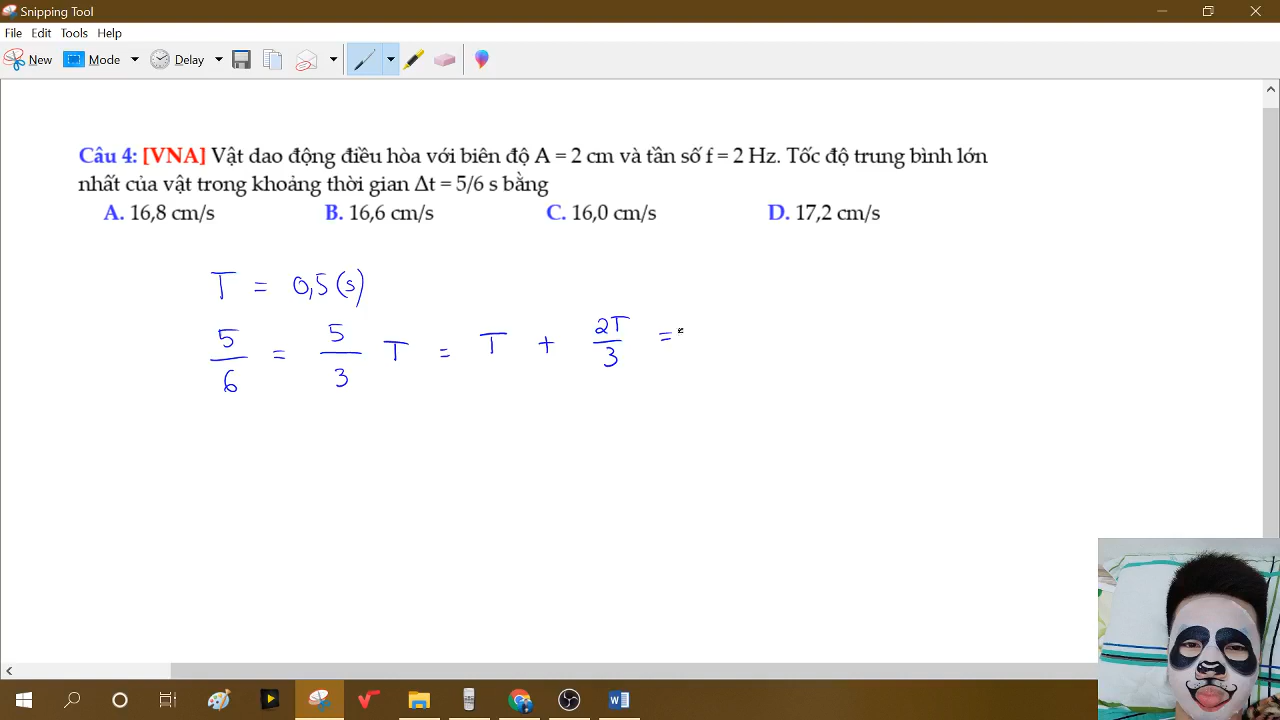 Snipping Tool
File Edit Tools Help
New Mode Delay
Câu 4: [VNA] Vật dao động điều hòa với biên độ A = 2 cm và tần số f = 2 Hz. Tốc độ trung bình lớn
nhất của vật trong khoảng thời gian Δt = 5/6 s bằng
A. 16,8 cm/s B. 16,6 cm/s C. 16,0 cm/s D. 17,2 cm/s
T = 0,5 (s)
5/6 = 5/3 T = T + 2T/3 =